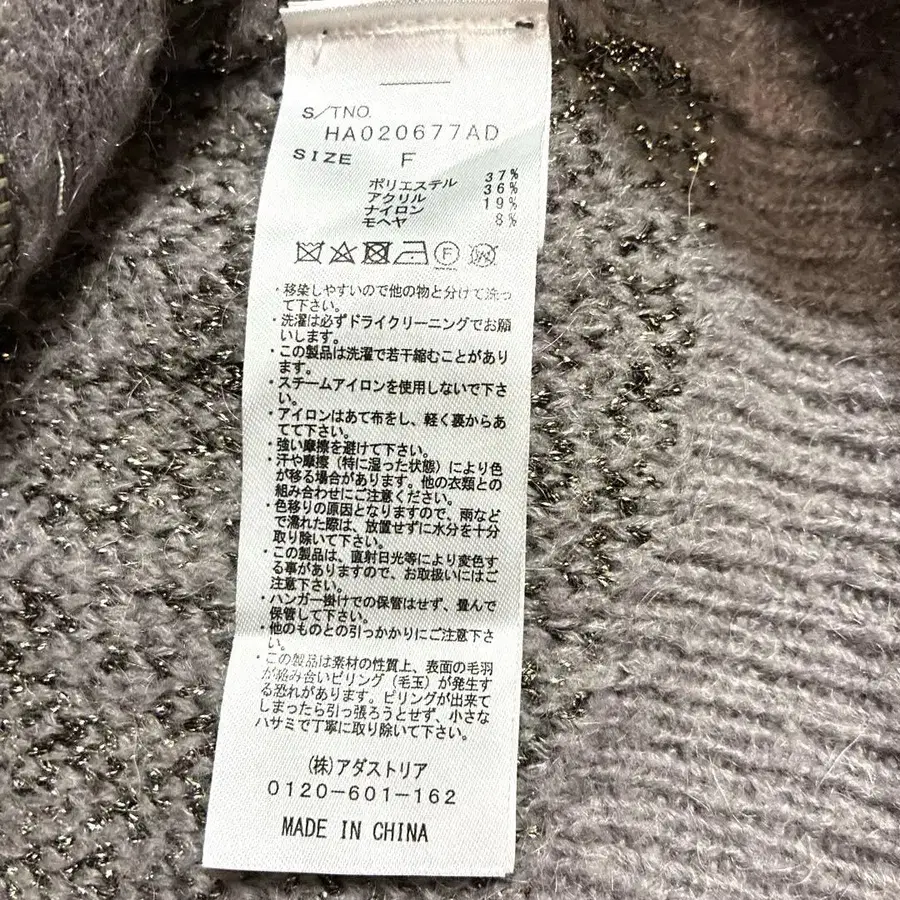 S/TNO.
HA020677AD
SIZE F
ポリエステル 37%
アクリル 36%
ナイロン 19%
モヘヤ 8%
F
・移染しやすいので他の物と分けて洗っ
て下さい。
・洗濯は必ずドライクリーニングでお願
いします。
・この製品は洗濯で若干縮むことがあり
ます。
・スチームアイロンを使用しないで下さ
い。
・アイロンはあて布をし、軽く裏からあ
てて下さい。
・強い摩擦を避けて下さい。
・汗や摩擦（特に湿った状態）により色
が移る場合があります。他の衣類との
組み合わせにご注意ください。
・色移りの原因となりますので、雨など
で濡れた際は、放置せずに水分を十分
取り除いて下さい。
・この製品は、直射日光等により変色す
る事がありますので、お取扱いにはご
注意下さい。
・ハンガー掛けでの保管はせず、畳んで
保管して下さい。
・他のものとの引っかかりにご注意下さ
い。
・この製品は素材の性質上、表面の毛羽
が絡み合いピリング（毛玉）が発生す
る恐れがあります。ピリングが出来て
しまったら引っ張ろうとせず、小さな
ハサミで丁寧に取り除いて下さい。
(株)アダストリア
0120-601-162
MADE IN CHINA